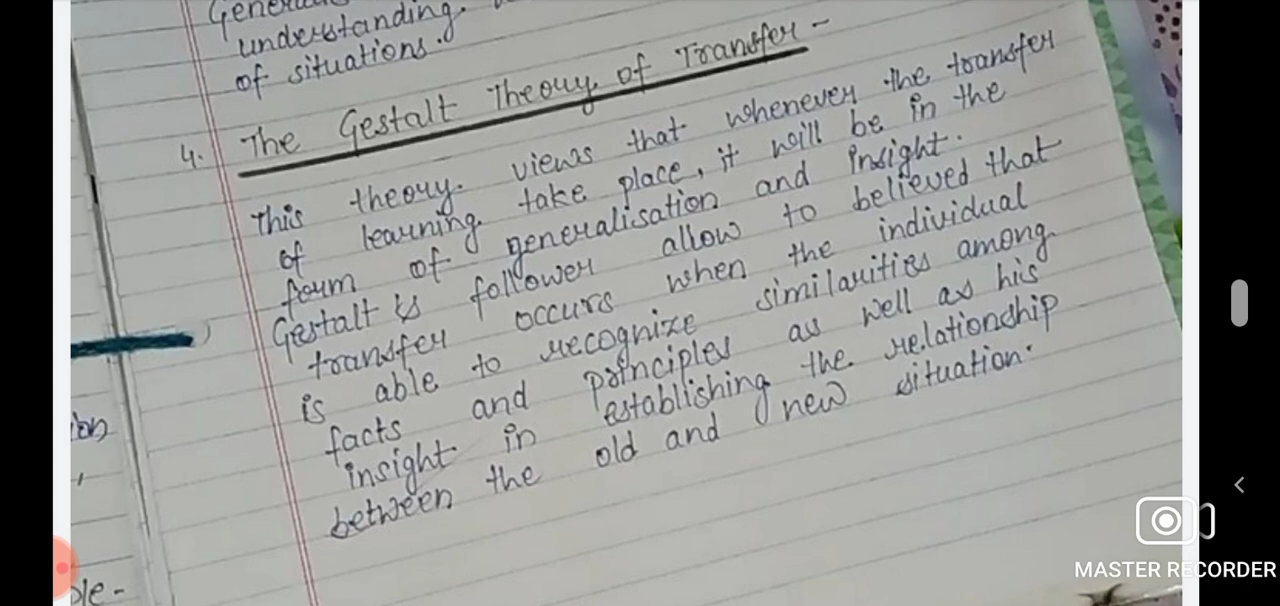 understanding.
of situations.
4. The Gestalt Theory of Transfer -
This theory views that whenever the transfer
of learning take place, it will be in the
form of generalisation and insight.
Gestalt is follower allow to believed that
transfer occurs when the individual
is able to recognize similarities among
facts and principles as well as his
insight in establishing the relationship
between the old and new situation.
MASTER RECORDER